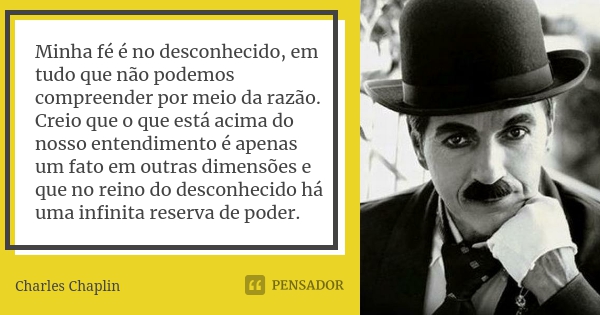 Minha fé é no desconhecido, em
tudo que não podemos
compreender por meio da razão.
Creio que o que está acima do
nosso entendimento é apenas
um fato em outras dimensões e
que no reino do desconhecido há
uma infinita reserva de poder.
Charles Chaplin
PENSADOR